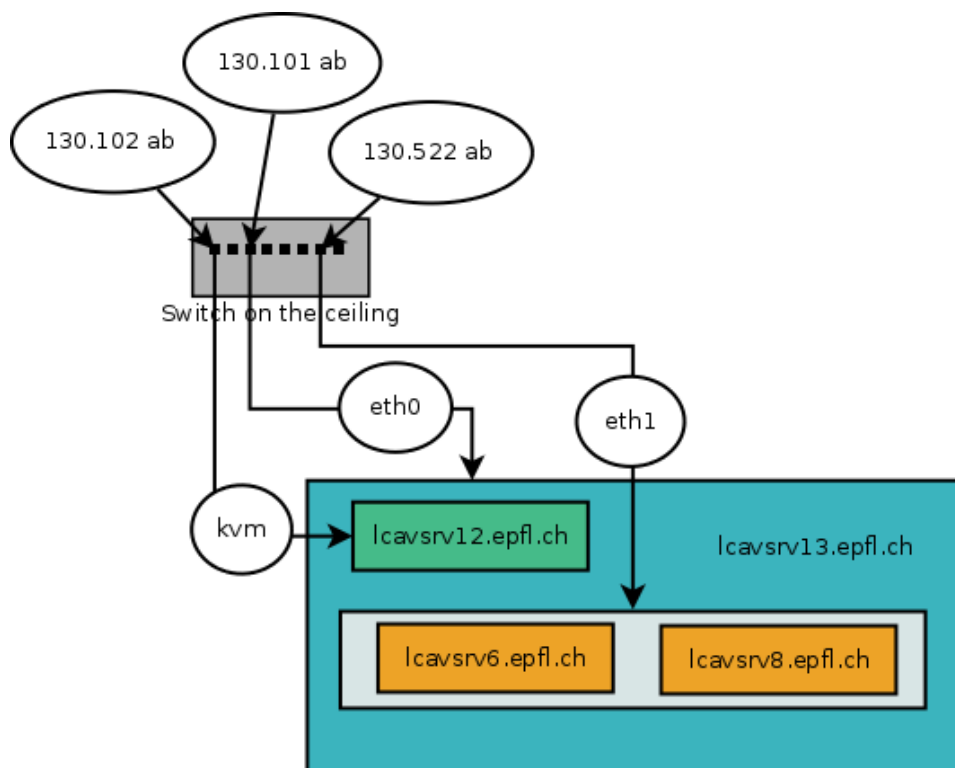 130.101 ab
130.102 ab
130.522 ab
Switch on the ceiling
eth0
eth1
kvm
lcavsrv12.epfl.ch
lcavsrv13.epfl.ch
lcavsrv6.epfl.ch
lcavsrv8.epfl.ch